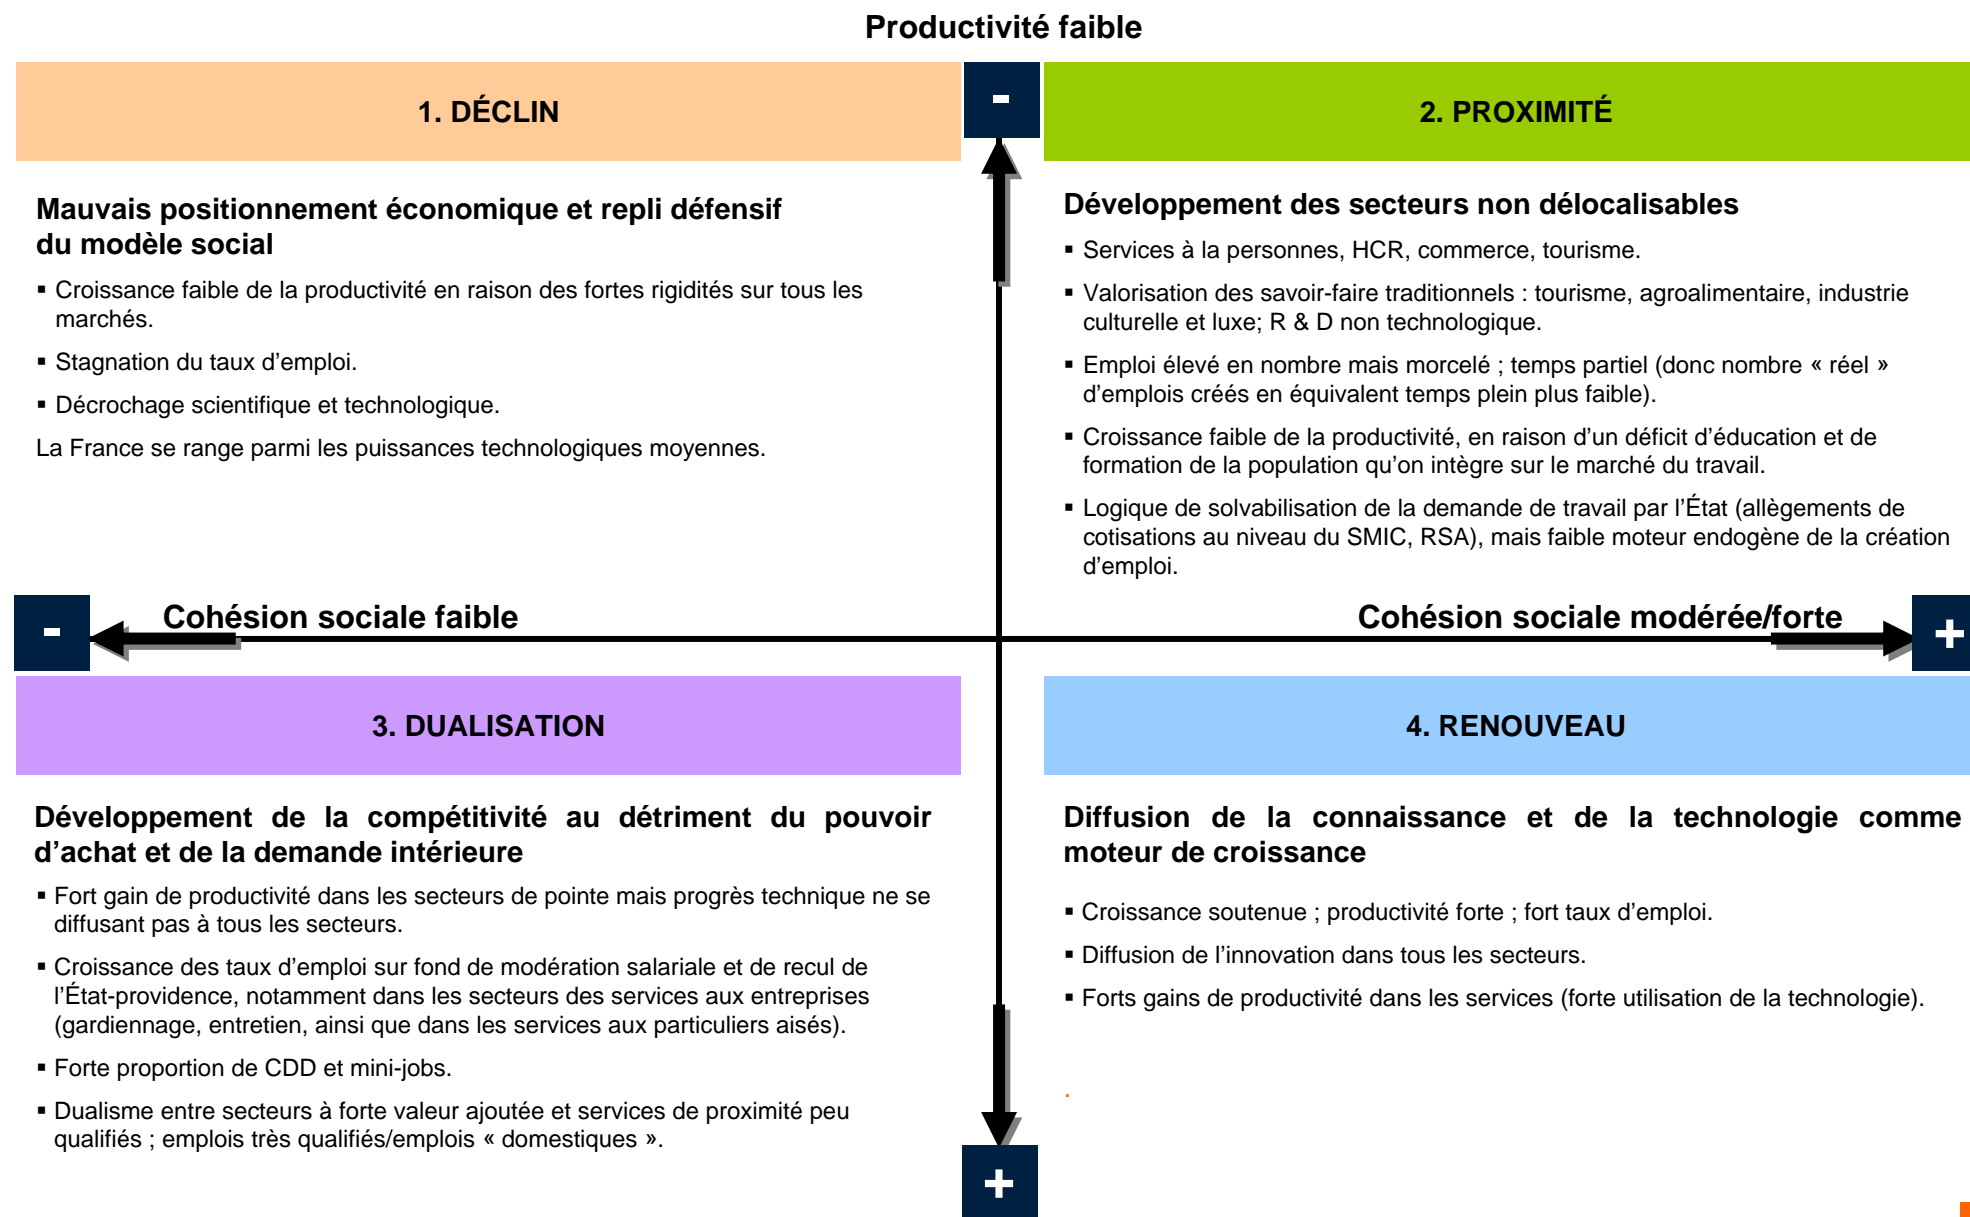 Productivité faible
-
1. DÉCLIN
Mauvais positionnement économique et repli défensif
du modèle social
▪ Croissance faible de la productivité en raison des fortes rigidités sur tous les
marchés.
▪ Stagnation du taux d’emploi.
▪ Décrochage scientifique et technologique.
La France se range parmi les puissances technologiques moyennes.
2. PROXIMITÉ
Développement des secteurs non délocalisables
▪ Services à la personnes, HCR, commerce, tourisme.
▪ Valorisation des savoir-faire traditionnels : tourisme, agroalimentaire, industrie
culturelle et luxe; R & D non technologique.
▪ Emploi élevé en nombre mais morcelé ; temps partiel (donc nombre « réel »
d’emplois créés en équivalent temps plein plus faible).
▪ Croissance faible de la productivité, en raison d’un déficit d’éducation et de
formation de la population qu’on intègre sur le marché du travail.
▪ Logique de solvabilisation de la demande de travail par l’État (allègements de
cotisations au niveau du SMIC, RSA), mais faible moteur endogène de la création
d’emploi.
-
Cohésion sociale faible
Cohésion sociale modérée/forte
+
3. DUALISATION
Développement de la compétitivité au détriment du pouvoir
d’achat et de la demande intérieure
▪ Fort gain de productivité dans les secteurs de pointe mais progrès technique ne se
diffusant pas à tous les secteurs.
▪ Croissance des taux d’emploi sur fond de modération salariale et de recul de
l’État-providence, notamment dans les secteurs des services aux entreprises
(gardiennage, entretien, ainsi que dans les services aux particuliers aisés).
▪ Forte proportion de CDD et mini-jobs.
▪ Dualisme entre secteurs à forte valeur ajoutée et services de proximité peu
qualifiés ; emplois très qualifiés/emplois « domestiques ».
4. RENOUVEAU
Diffusion de la connaissance et de la technologie comme
moteur de croissance
▪ Croissance soutenue ; productivité forte ; fort taux d’emploi.
▪ Diffusion de l’innovation dans tous les secteurs.
▪ Forts gains de productivité dans les services (forte utilisation de la technologie).
.
+